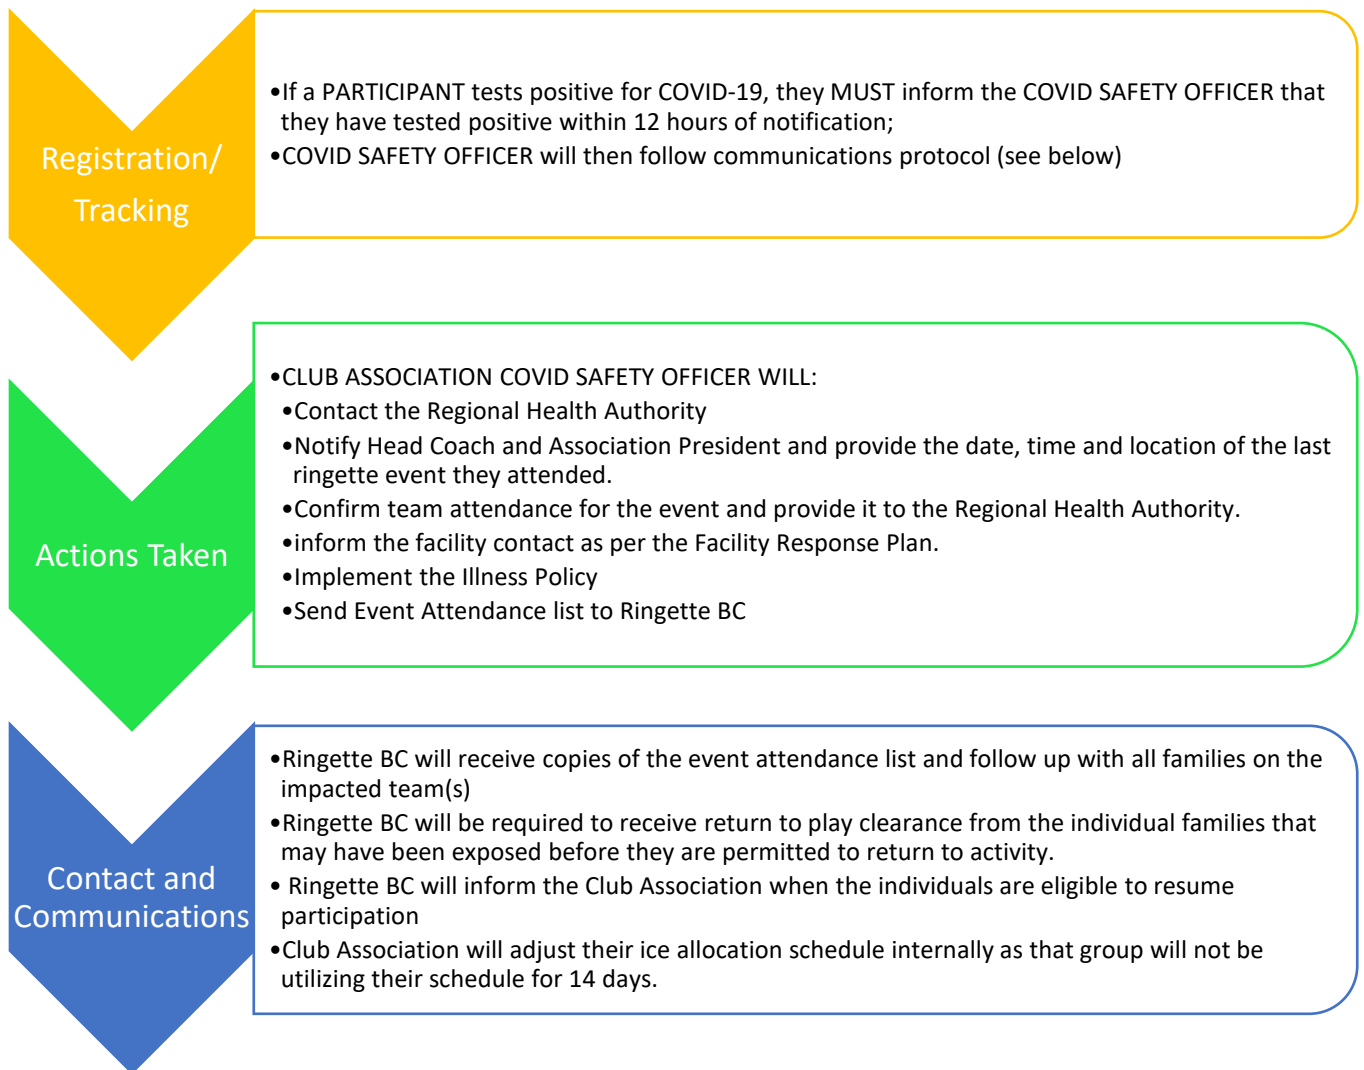 Registration/
Tracking
•If a PARTICIPANT tests positive for COVID-19, they MUST inform the COVID SAFETY OFFICER that
they have tested positive within 12 hours of notification;
•COVID SAFETY OFFICER will then follow communications protocol (see below)
Actions Taken
•CLUB ASSOCIATION COVID SAFETY OFFICER WILL:
•Contact the Regional Health Authority
•Notify Head Coach and Association President and provide the date, time and location of the last
ringette event they attended.
•Confirm team attendance for the event and provide it to the Regional Health Authority.
•inform the facility contact as per the Facility Response Plan.
•Implement the Illness Policy
•Send Event Attendance list to Ringette BC
Contact and
Communications
•Ringette BC will receive copies of the event attendance list and follow up with all families on the
impacted team(s)
•Ringette BC will be required to receive return to play clearance from the individual families that
may have been exposed before they are permitted to return to activity.
• Ringette BC will inform the Club Association when the individuals are eligible to resume
participation
•Club Association will adjust their ice allocation schedule internally as that group will not be
utilizing their schedule for 14 days.